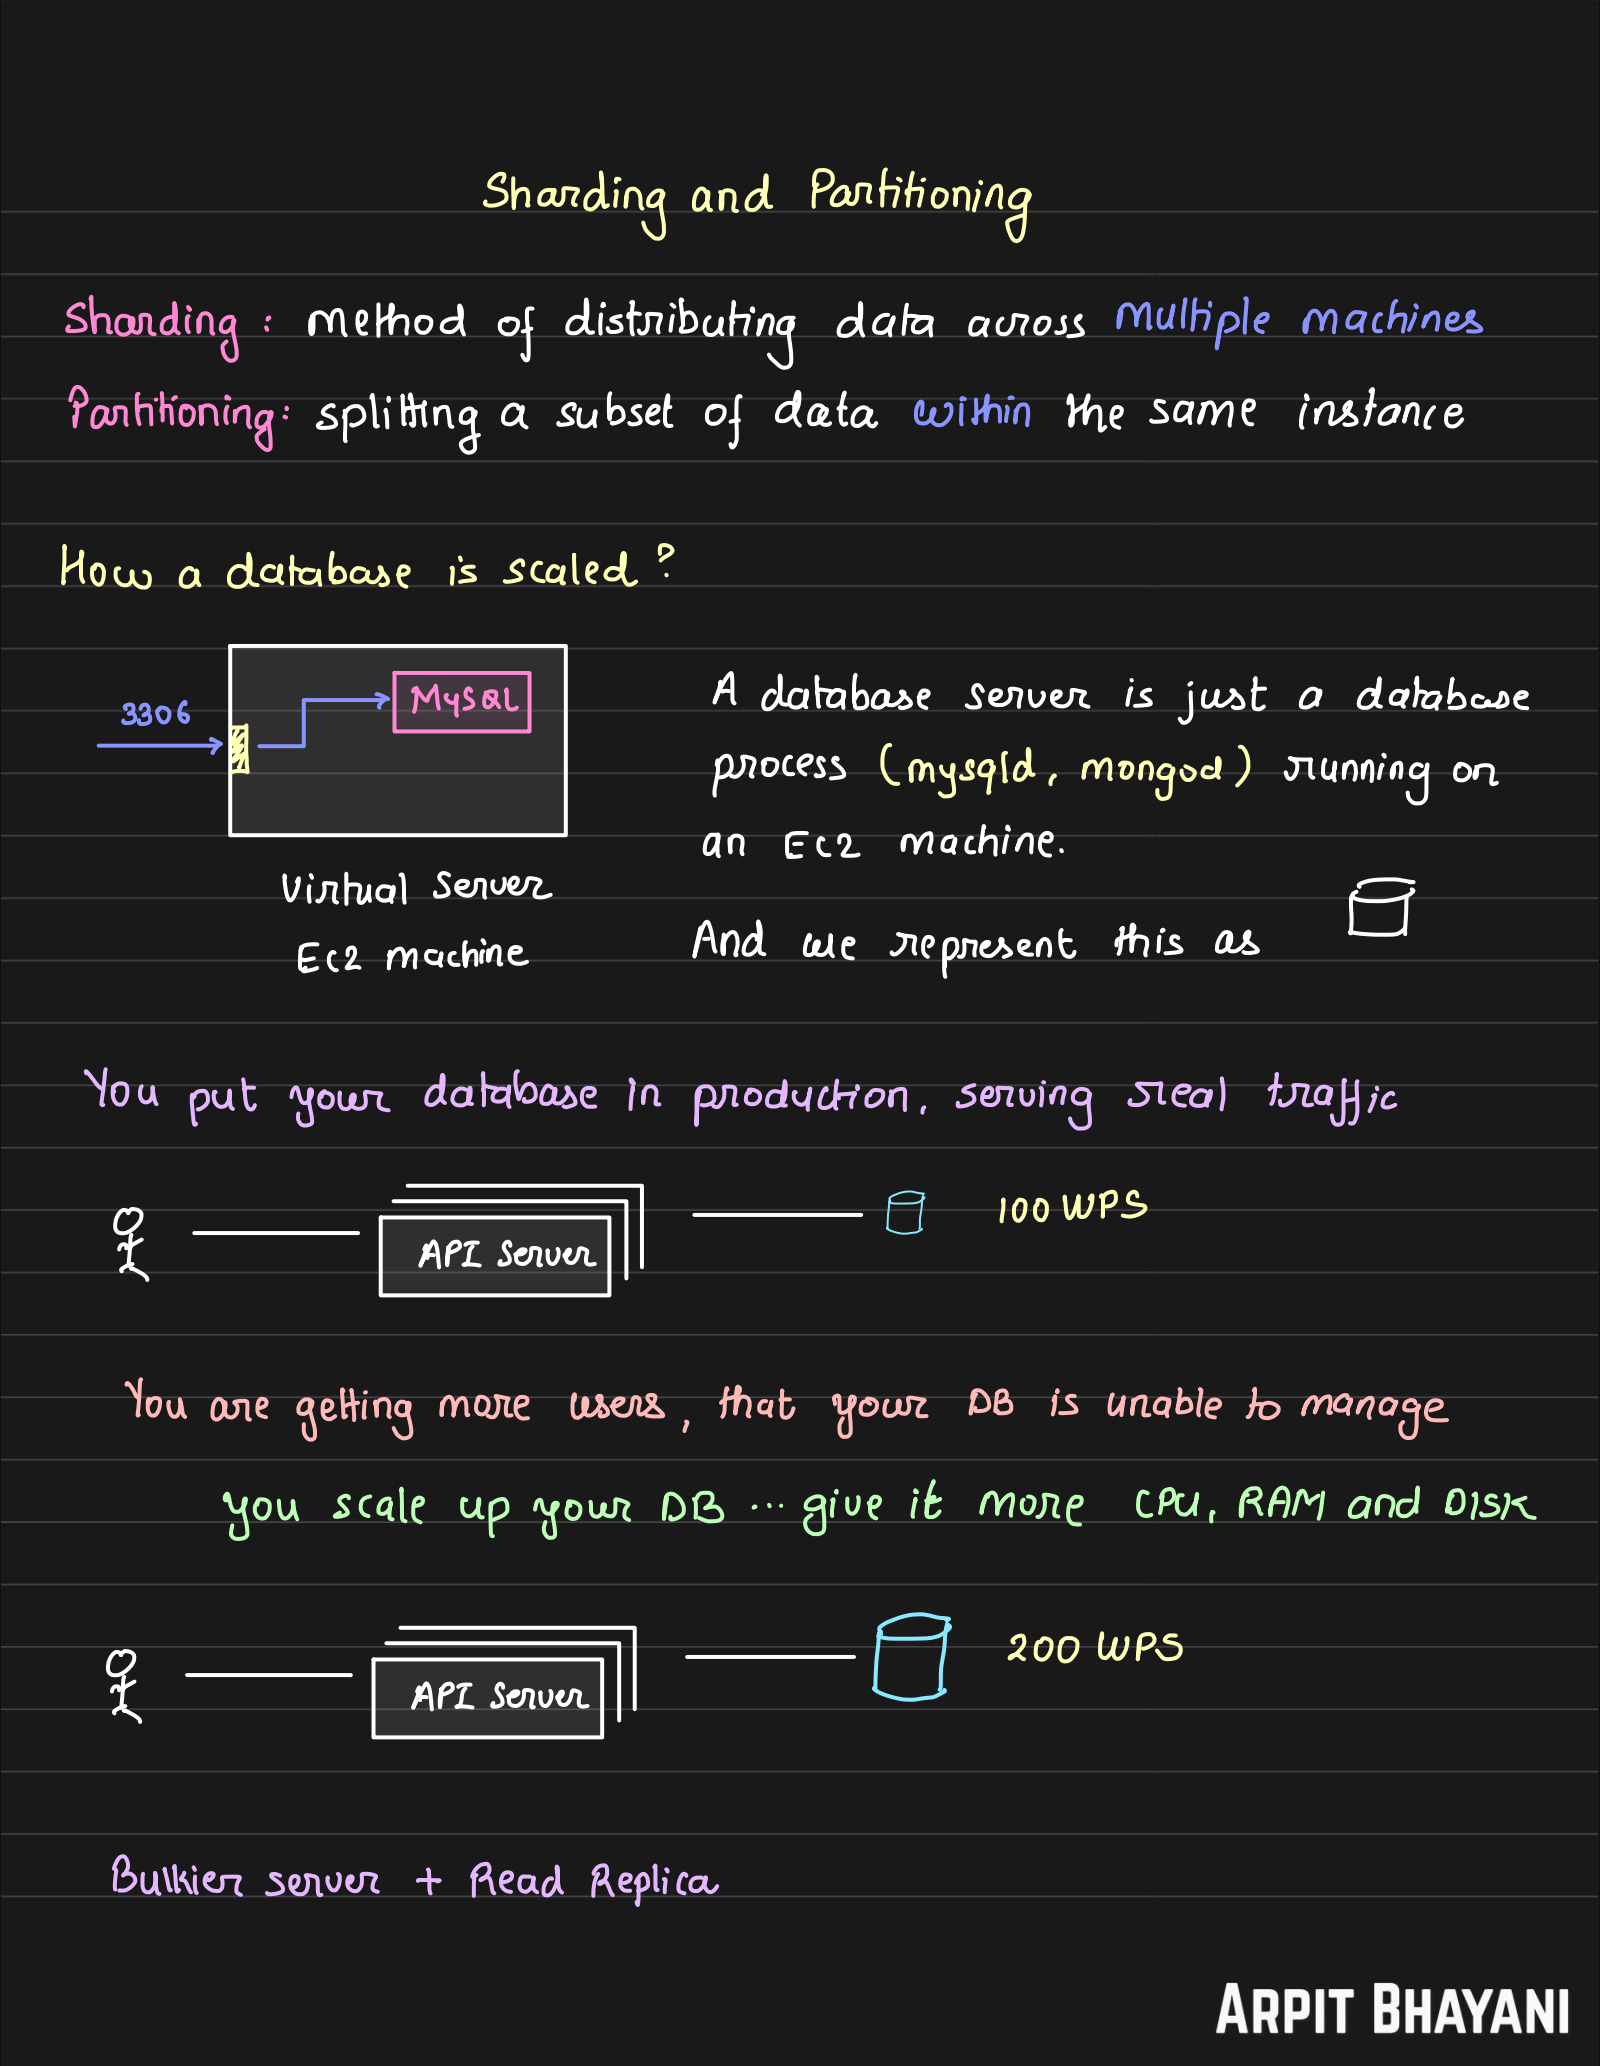 Sharding and Partitioning
Sharding: method of distributing data across multiple machines
Partitioning: splitting a subset of data within the same instance
How a database is scaled?
3306
MySQL
Virtual Server
EC2 machine
A database server is just a database
process (mysqld, mongod) running on
an EC2 machine.
And we represent this as
You put your database in production, serving real traffic
API Server
100 WPS
You are getting more users, that your DB is unable to manage
you scale up your DB ... give it more CPU, RAM and DISK
API Server
200 WPS
Bulkier server + Read Replica
ARPIT BHAYANI